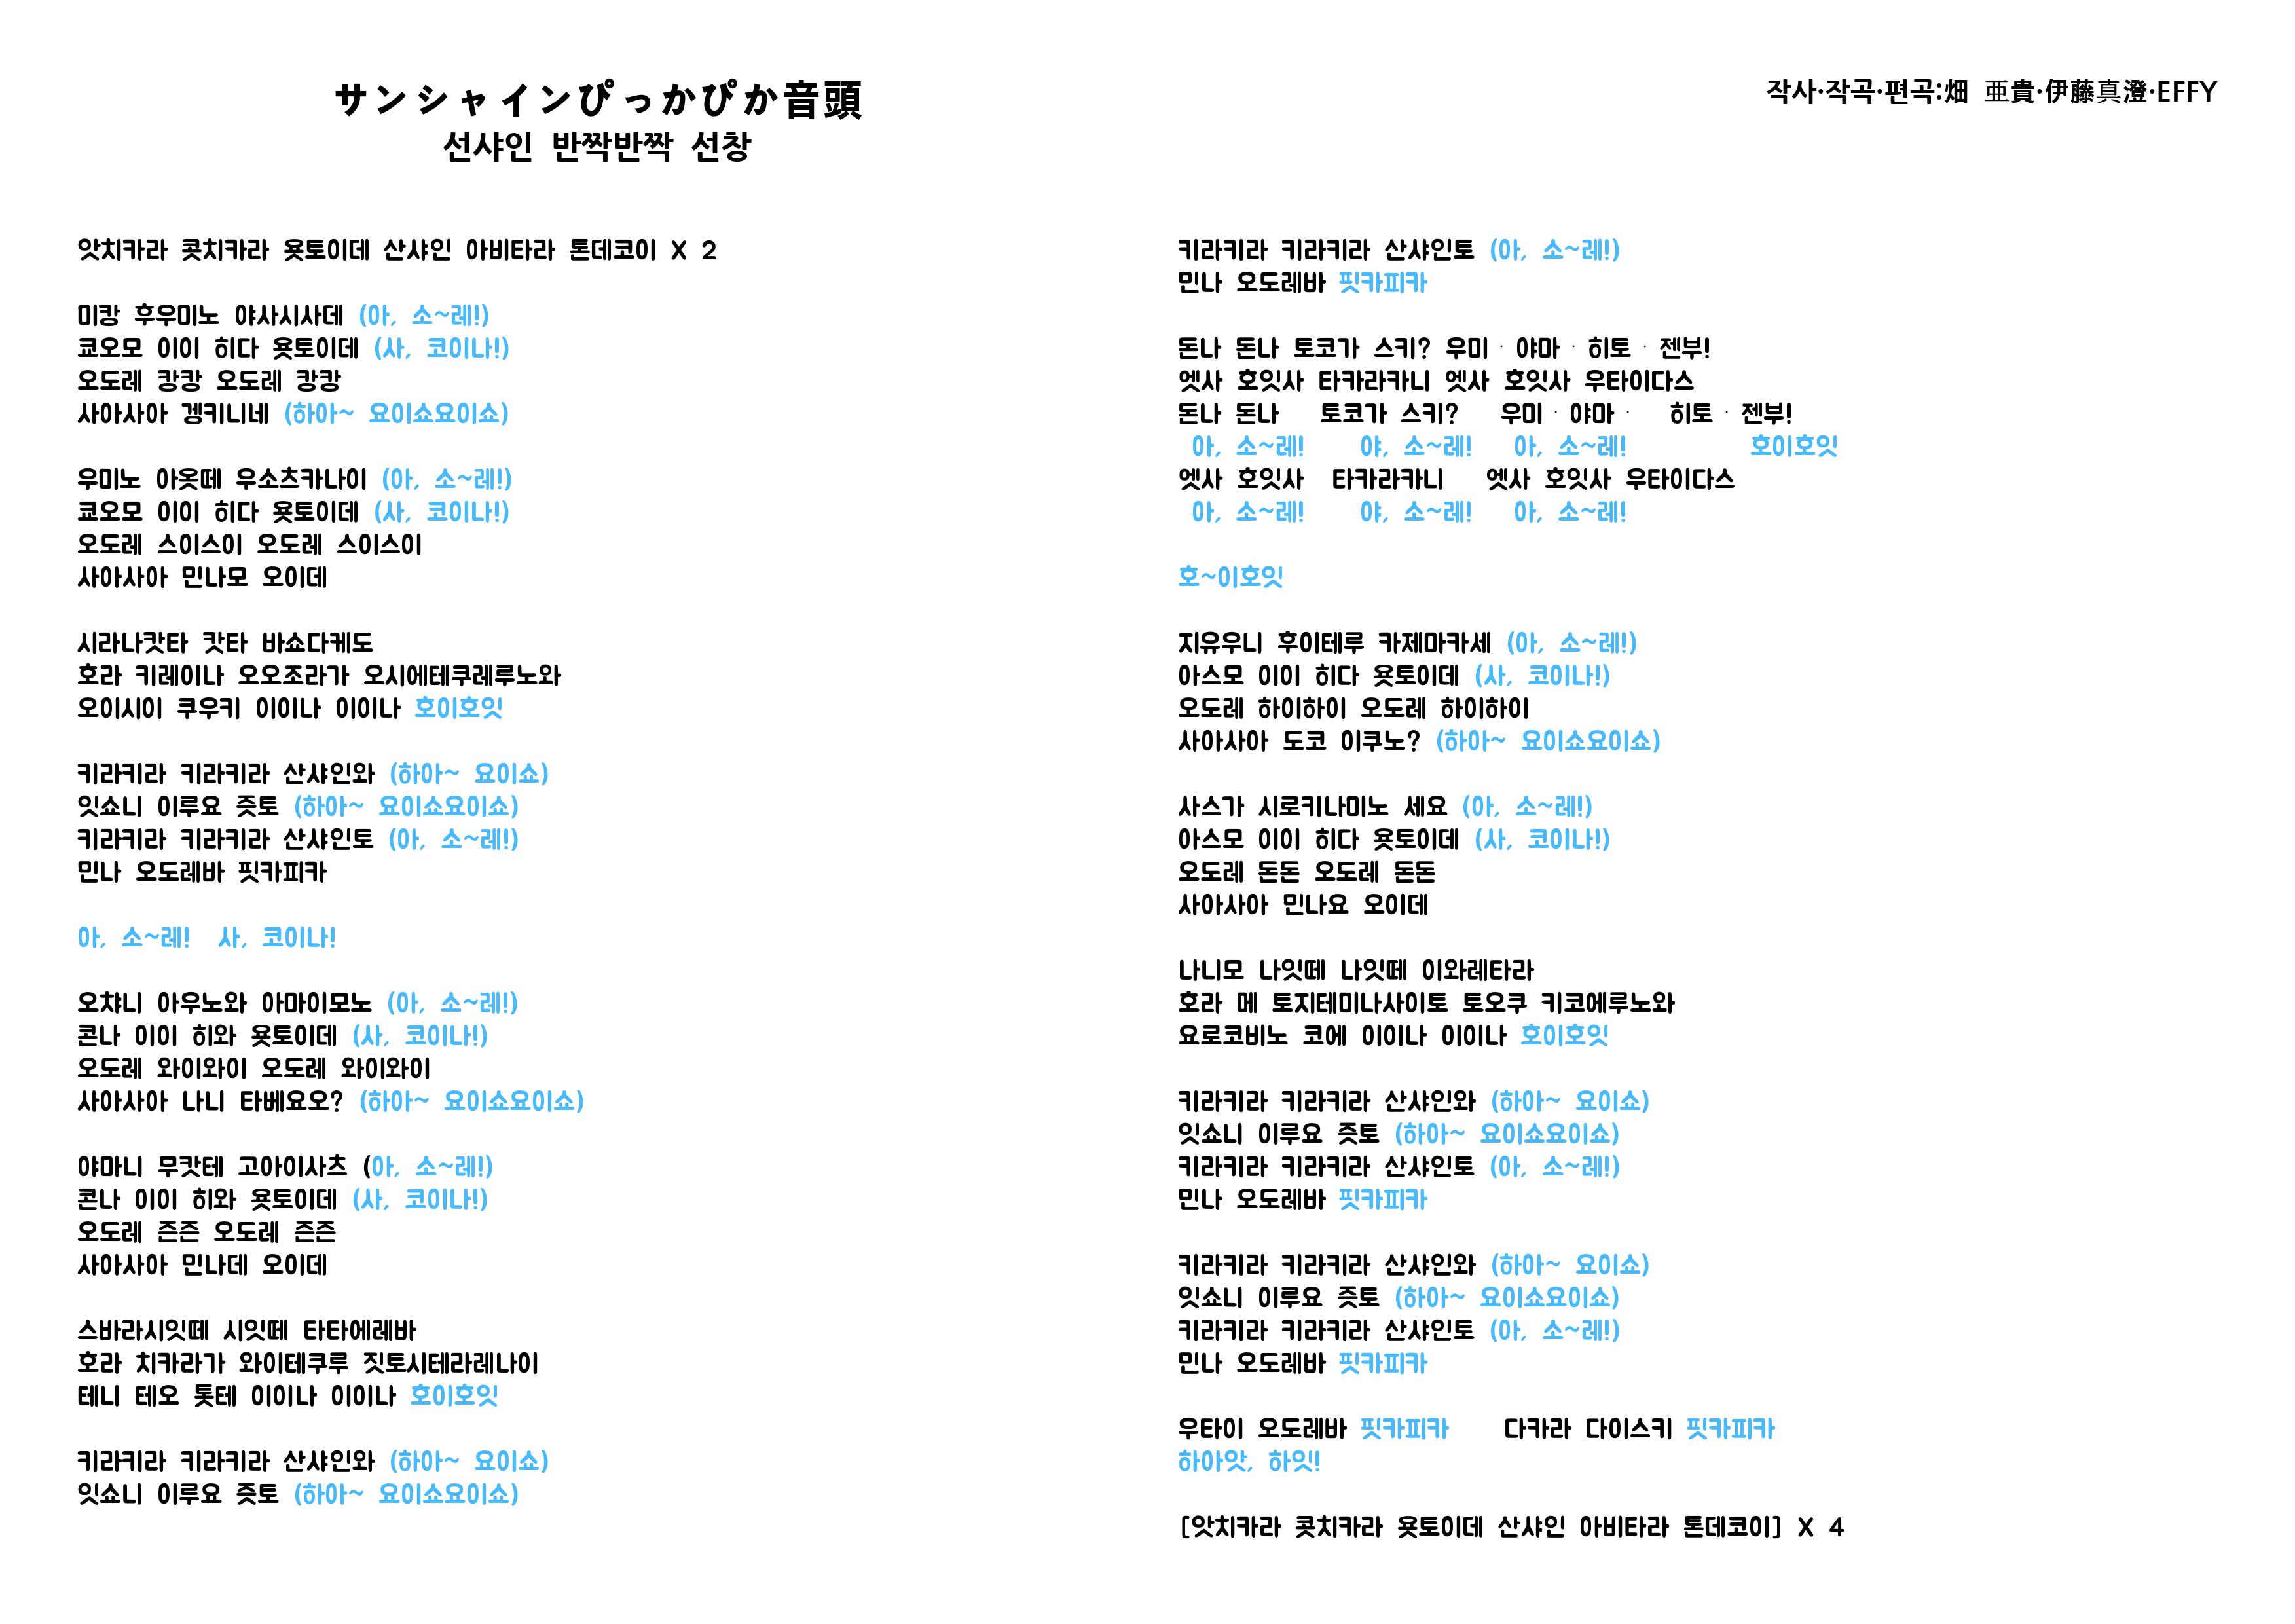 サンシャインぴっかぴか音頭
선샤인 반짝반짝 선창
작사·작곡·편곡:畑 亜貴·伊藤真澄·EFFY
앗치카라 콧치카라 욧토이데 산샤인 아비타라 톤데코이 X 2
미캉 후우미노 야사시사데 (아, 소~레!)
쿄오모 이이 히다 욧토이데 (사, 코이나!)
오도레 캉캉 오도레 캉캉
사아사아 겡키니네 (하아~ 요이쇼요이쇼)
우미노 아옷떼 우소츠카나이 (아, 소~레!)
쿄오모 이이 히다 욧토이데 (사, 코이나!)
오도레 스이스이 오도레 스이스이
사아사아 민나모 오이데
시라나캇타 캇타 바쇼다케도
호라 키레이나 오오조라가 오시에테쿠레루노와
오이시이 쿠우키 이이나 이이나 호이호잇
키라키라 키라키라 산샤인와 (하아~ 요이쇼)
잇쇼니 이루요 즛토 (하아~ 요이쇼요이쇼)
키라키라 키라키라 산샤인토 (아, 소~레!)
민나 오도레바 핏카피카
아, 소~레! 사, 코이나!
오챠니 아우노와 아마이모노 (아, 소~레!)
콘나 이이 히와 욧토이데 (사, 코이나!)
오도레 와이와이 오도레 와이와이
사아사아 나니 타베요오? (하아~ 요이쇼요이쇼)
야마니 무캇테 고아이사츠 (아, 소~레!)
콘나 이이 히와 욧토이데 (사, 코이나!)
오도레 즌즌 오도레 즌즌
사아사아 민나데 오이데
스바라시잇떼 시잇떼 타타에레바
호라 치카라가 와이테쿠루 짓토시테라레나이
테니 테오 톳테 이이나 이이나 호이호잇
키라키라 키라키라 산샤인와 (하아~ 요이쇼)
잇쇼니 이루요 즛토 (하아~ 요이쇼요이쇼)
키라키라 키라키라 산샤인토 (아, 소~레!)
민나 오도레바 핏카피카
돈나 돈나 토코가 스키? 우미 · 야마 · 히토 · 젠부!
엣사 호잇사 타카라카니 엣사 호잇사 우타이다스
돈나 돈나 토코가 스키? 우미 · 야마 · 히토 · 젠부!
아, 소~레! 야, 소~레! 아, 소~레! 호이호잇
엣사 호잇사 타카라카니 엣사 호잇사 우타이다스
아, 소~레! 야, 소~레! 아, 소~레!
호~이호잇
지유우니 후이테루 카제마카세 (아, 소~레!)
아스모 이이 히다 욧토이데 (사, 코이나!)
오도레 하이하이 오도레 하이하이
사아사아 도코 이쿠노? (하아~ 요이쇼요이쇼)
사스가 시로키나미노 세요 (아, 소~레!)
아스모 이이 히다 욧토이데 (사, 코이나!)
오도레 돈돈 오도레 돈돈
사아사아 민나요 오이데
나니모 나잇떼 나잇떼 이와레타라
호라 메 토지테미나사이토 토오쿠 키코에루노와
요로코비노 코에 이이나 이이나 호이호잇
키라키라 키라키라 산샤인와 (하아~ 요이쇼)
잇쇼니 이루요 즛토 (하아~ 요이쇼요이쇼)
키라키라 키라키라 산샤인토 (아, 소~레!)
민나 오도레바 핏카피카
키라키라 키라키라 산샤인와 (하아~ 요이쇼)
잇쇼니 이루요 즛토 (하아~ 요이쇼요이쇼)
키라키라 키라키라 산샤인토 (아, 소~레!)
민나 오도레바 핏카피카
우타이 오도레바 핏카피카 다카라 다이스키 핏카피카
하아앗, 하잇!
[앗치카라 콧치카라 욧토이데 산샤인 아비타라 톤데코이] X 4